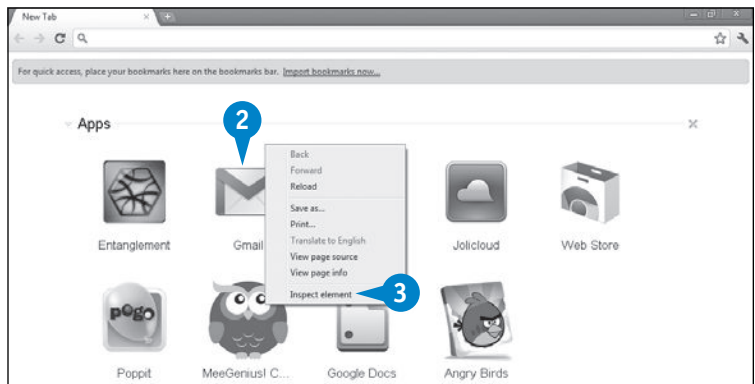 New Tab
For quick access, place your bookmarks here on the bookmarks bar. Import bookmarks now...
Apps
2
Back
Forward
Reload
Save as...
Print...
Translate to English
View page source
View page info
Inspect element
3
Entanglement
Gmail
Jolicloud
Web Store
pogo
Poppit
MeeGenius! C...
Google Docs
Angry Birds